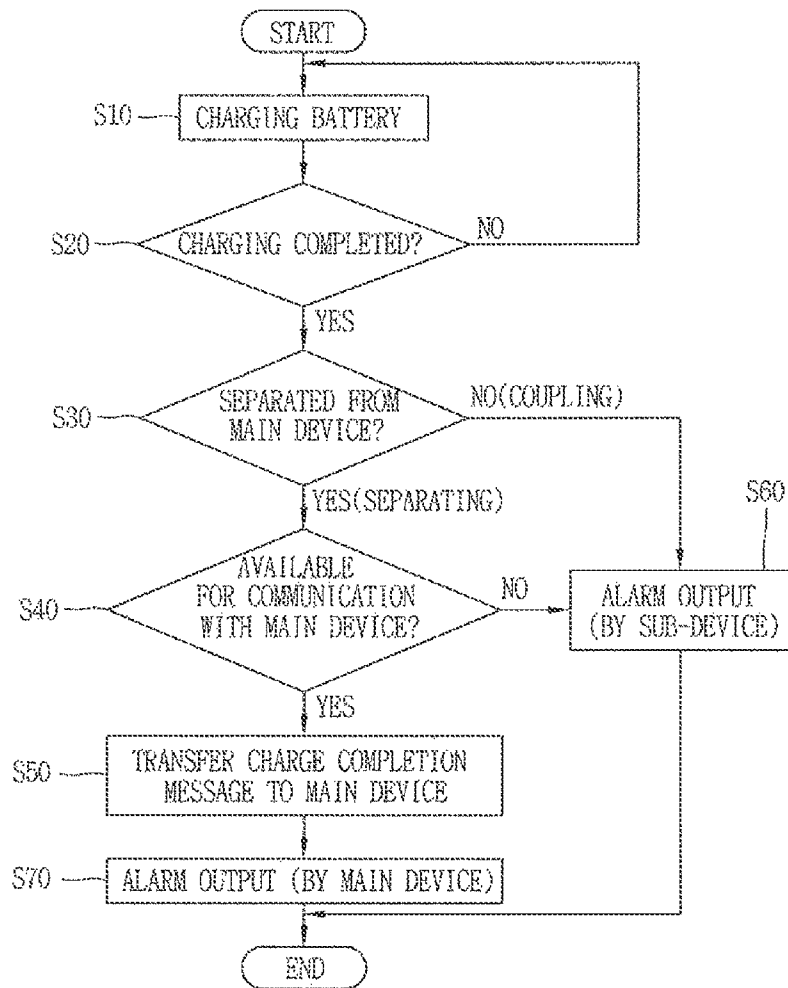 START
S10
CHARGING BATTERY
S20
CHARGING COMPLETED?
NO
YES
S30
SEPARATED FROM
MAIN DEVICE?
NO(COUPLING)
YES(SEPARATING)
S60
S40
AVAILABLE
FOR COMMUNICATION
WITH MAIN DEVICE?
NO
ALARM OUTPUT
(BY SUB-DEVICE)
YES
S50
TRANSFER CHARGE COMPLETION
MESSAGE TO MAIN DEVICE
S70
ALARM OUTPUT (BY MAIN DEVICE)
END